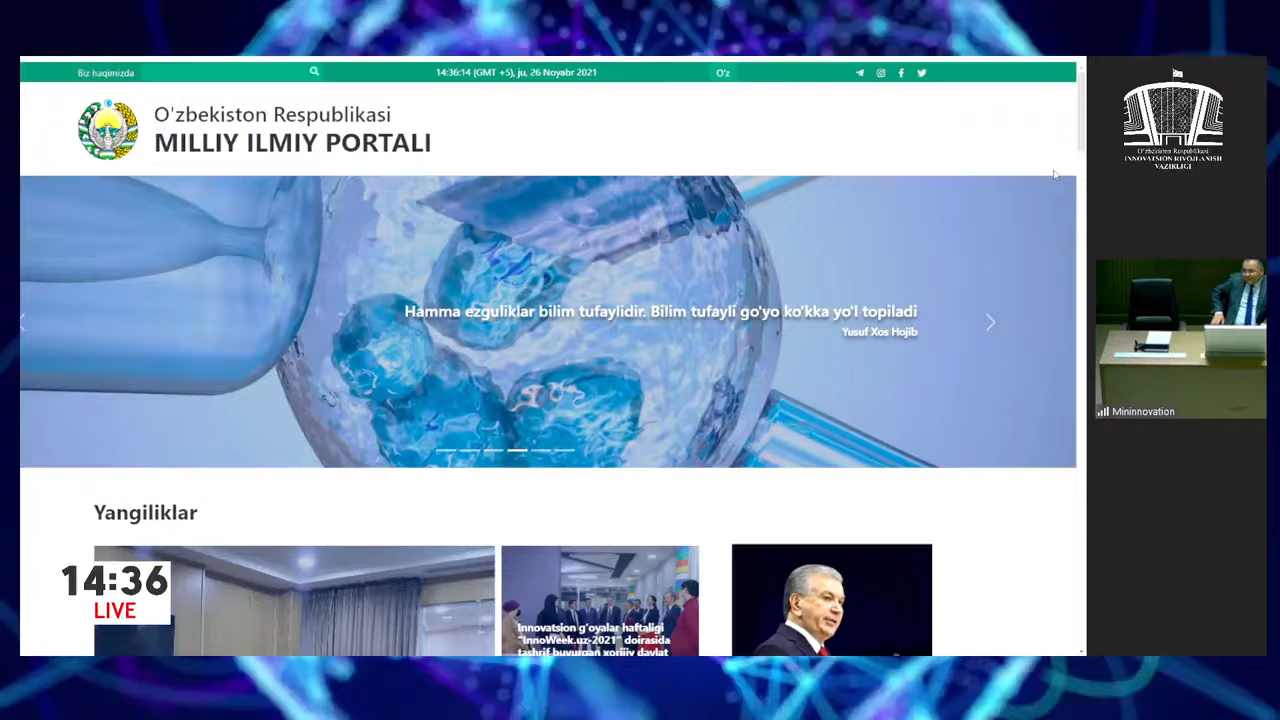 Biz haqimizda
14:36:14 (GMT +5), ju, 26 Noyabr 2021
O'z
O'zbekiston Respublikasi
MILLIY ILMIY PORTALI
Hamma ezguliklar bilim tufaylidir. Bilim tufayli go'yo ko'kka yo'l topiladi
Yusuf Xos Hojib
Yangiliklar
Innovatsion g'oyalar haftaligi
"InnoWeek.uz-2021" doirasida
tashrif buyurgan xorijiy davlat
14:36
LIVE
O'zbekiston Respublikasi
INNOVATSION RIVOJLANISH
VAZIRLIGI
Mininnovation